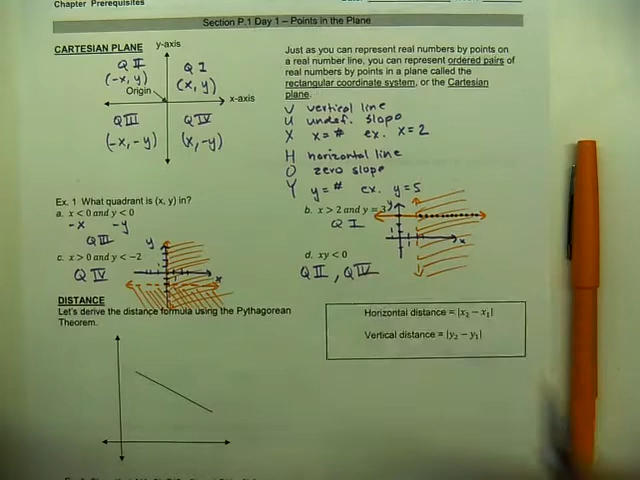 Chapter Prerequisites
Section P.1 Day 1 – Points in the Plane
CARTESIAN PLANE
y-axis
Q II
(-x, y)
Q I
(x, y)
Origin
x-axis
Q III
(-x, -y)
Q IV
(x, -y)
Just as you can represent real numbers by points on
a real number line, you can represent ordered pairs of
real numbers by points in a plane called the
rectangular coordinate system, or the Cartesian
plane.
V vertical line
U undef. slope
X x = # ex. x = 2
H horizontal line
O zero slope
Y y = # ex. y = 5
Ex. 1 What quadrant is (x, y) in?
a. x < 0 and y < 0
-x -y
Q III
b. x > 2 and y = 3
Q I
y
x
c. x > 0 and y < -2
Q IV
y
x
d. xy < 0
Q II, Q IV
DISTANCE
Let's derive the distance formula using the Pythagorean
Theorem.
Horizontal distance = |x₂ − x₁|
Vertical distance = |y₂ − y₁|